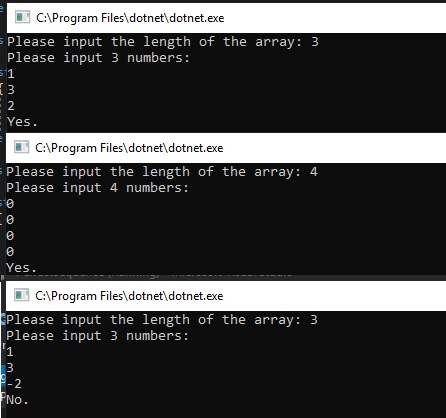 C:\Program Files\dotnet\dotnet.exe
Please input the length of the array: 3
Please input 3 numbers:
1
3
2
Yes.
C:\Program Files\dotnet\dotnet.exe
Please input the length of the array: 4
Please input 4 numbers:
0
0
0
0
Yes.
C:\Program Files\dotnet\dotnet.exe
Please input the length of the array: 3
Please input 3 numbers:
1
3
-2
No.